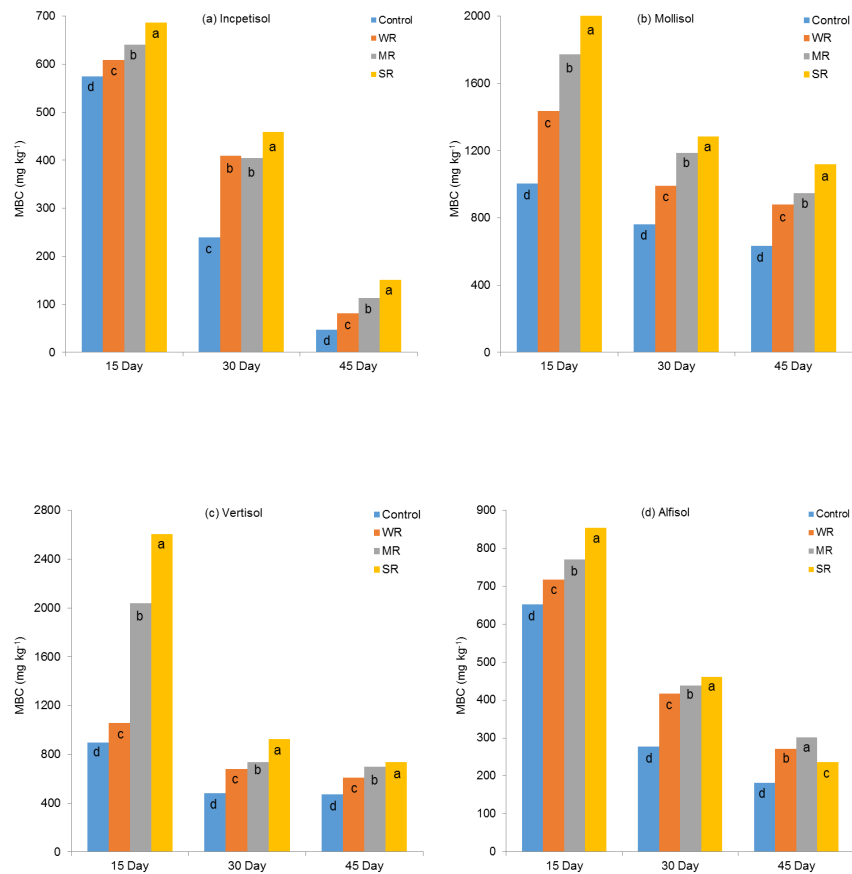 (a) Incpetisol
Control
WR
MR
SR
MBC (mg kg-1)
700
600
500
400
300
200
100
0
d c b a
c b b a
d c b a
15 Day 30 Day 45 Day
(b) Mollisol
Control
WR
MR
SR
MBC (mg kg-1)
2000
1600
1200
800
400
0
d c b a
d c b a
d c b a
15 Day 30 Day 45 Day
(c) Vertisol
Control
WR
MR
SR
MBC (mg kg-1)
2800
2400
2000
1600
1200
800
400
0
d c b a
d c b a
d c b a
15 Day 30 Day 45 Day
(d) Alfisol
Control
WR
MR
SR
MBC (mg kg-1)
900
800
700
600
500
400
300
200
100
0
d c b a
d c b a
d b a c
15 Day 30 Day 45 Day